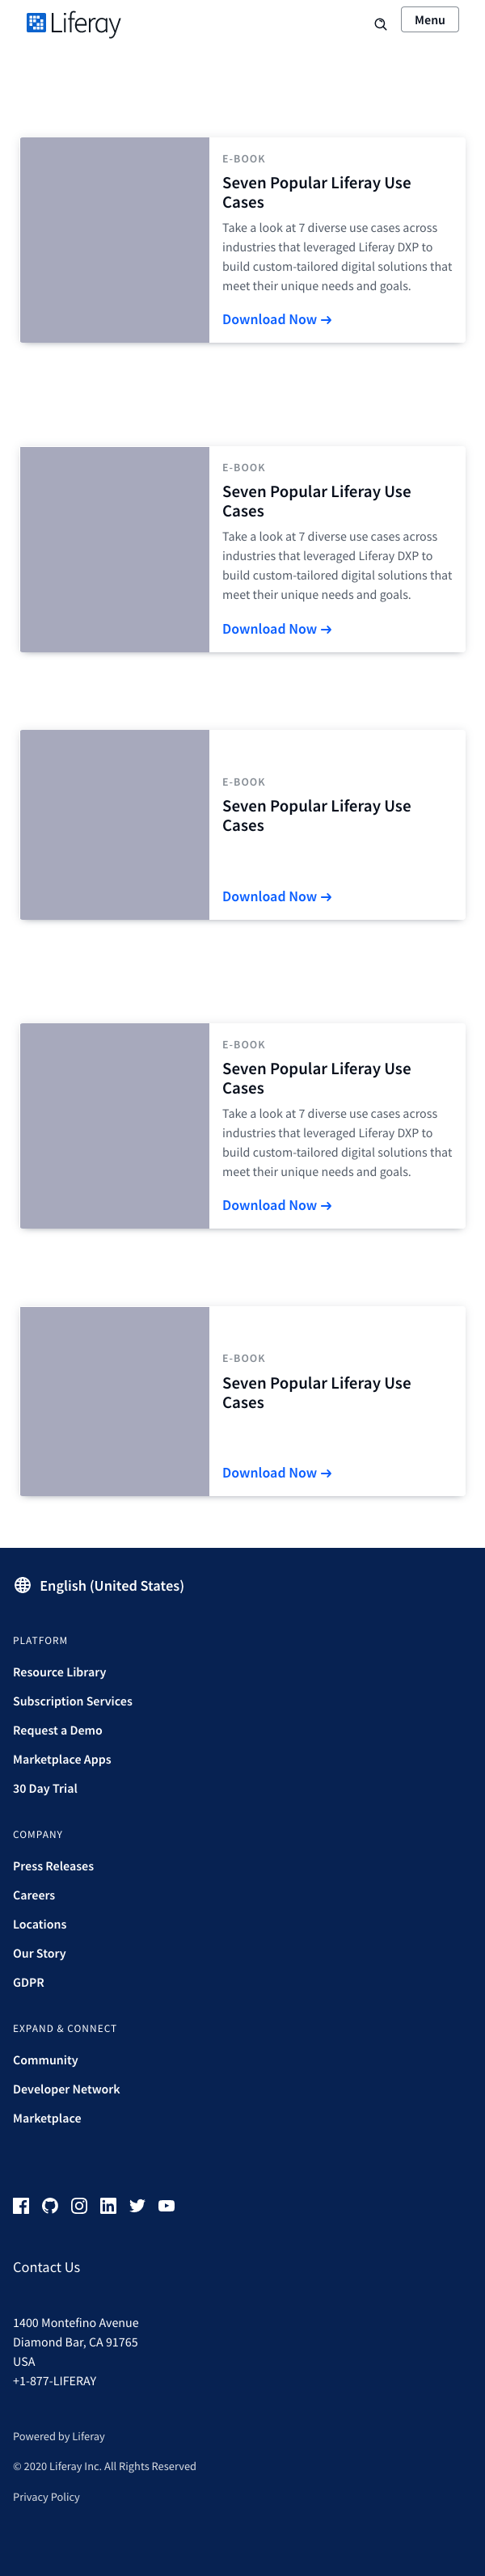 Liferay
Menu
E-BOOK
Seven Popular Liferay Use
Cases
Take a look at 7 diverse use cases across
industries that leveraged Liferay DXP to
build custom-tailored digital solutions that
meet their unique needs and goals.
Download Now →
E-BOOK
Seven Popular Liferay Use
Cases
Take a look at 7 diverse use cases across
industries that leveraged Liferay DXP to
build custom-tailored digital solutions that
meet their unique needs and goals.
Download Now →
E-BOOK
Seven Popular Liferay Use
Cases
Download Now →
E-BOOK
Seven Popular Liferay Use
Cases
Take a look at 7 diverse use cases across
industries that leveraged Liferay DXP to
build custom-tailored digital solutions that
meet their unique needs and goals.
Download Now →
E-BOOK
Seven Popular Liferay Use
Cases
Download Now →
English (United States)
PLATFORM
Resource Library
Subscription Services
Request a Demo
Marketplace Apps
30 Day Trial
COMPANY
Press Releases
Careers
Locations
Our Story
GDPR
EXPAND & CONNECT
Community
Developer Network
Marketplace
Contact Us
1400 Montefino Avenue
Diamond Bar, CA 91765
USA
+1-877-LIFERAY
Powered by Liferay
© 2020 Liferay Inc. All Rights Reserved
Privacy Policy